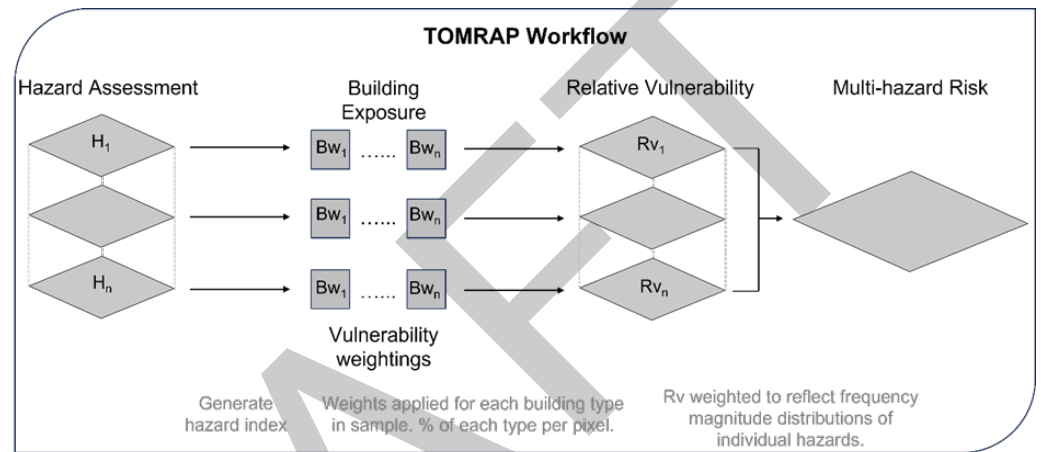 TOMRAP Workflow
Hazard Assessment
Building
Exposure
Relative Vulnerability
Multi-hazard Risk
H1
Bw1 ...... Bwn
Rv1
Bw1 ...... Bwn
Hn
Bw1 ...... Bwn
Rvn
Vulnerability
weightings
Generate
hazard index
Weights applied for each building type
in sample. % of each type per pixel.
Rv weighted to reflect frequency
magnitude distributions of
individual hazards.